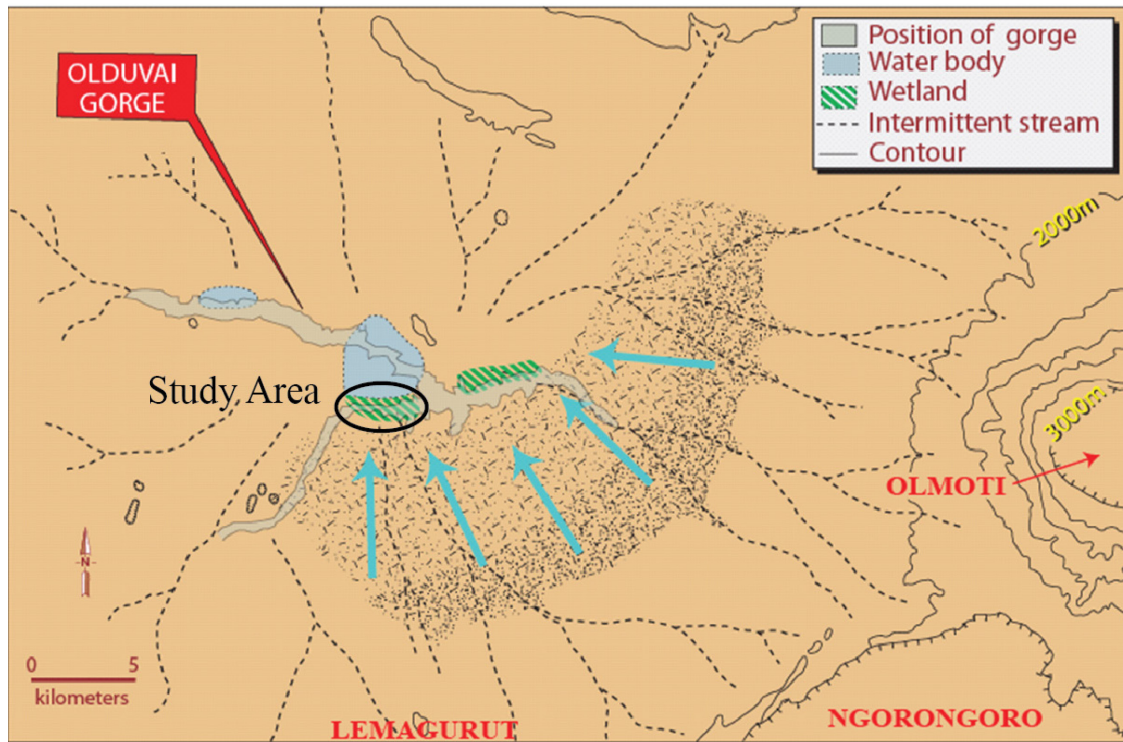 OLDUVAI
GORGE
Position of gorge
Water body
Wetland
Intermittent stream
Contour
2000m
3000m
Study Area
OLMOTI
N
0 5
kilometers
LEMAGURUT
NGORONGORO